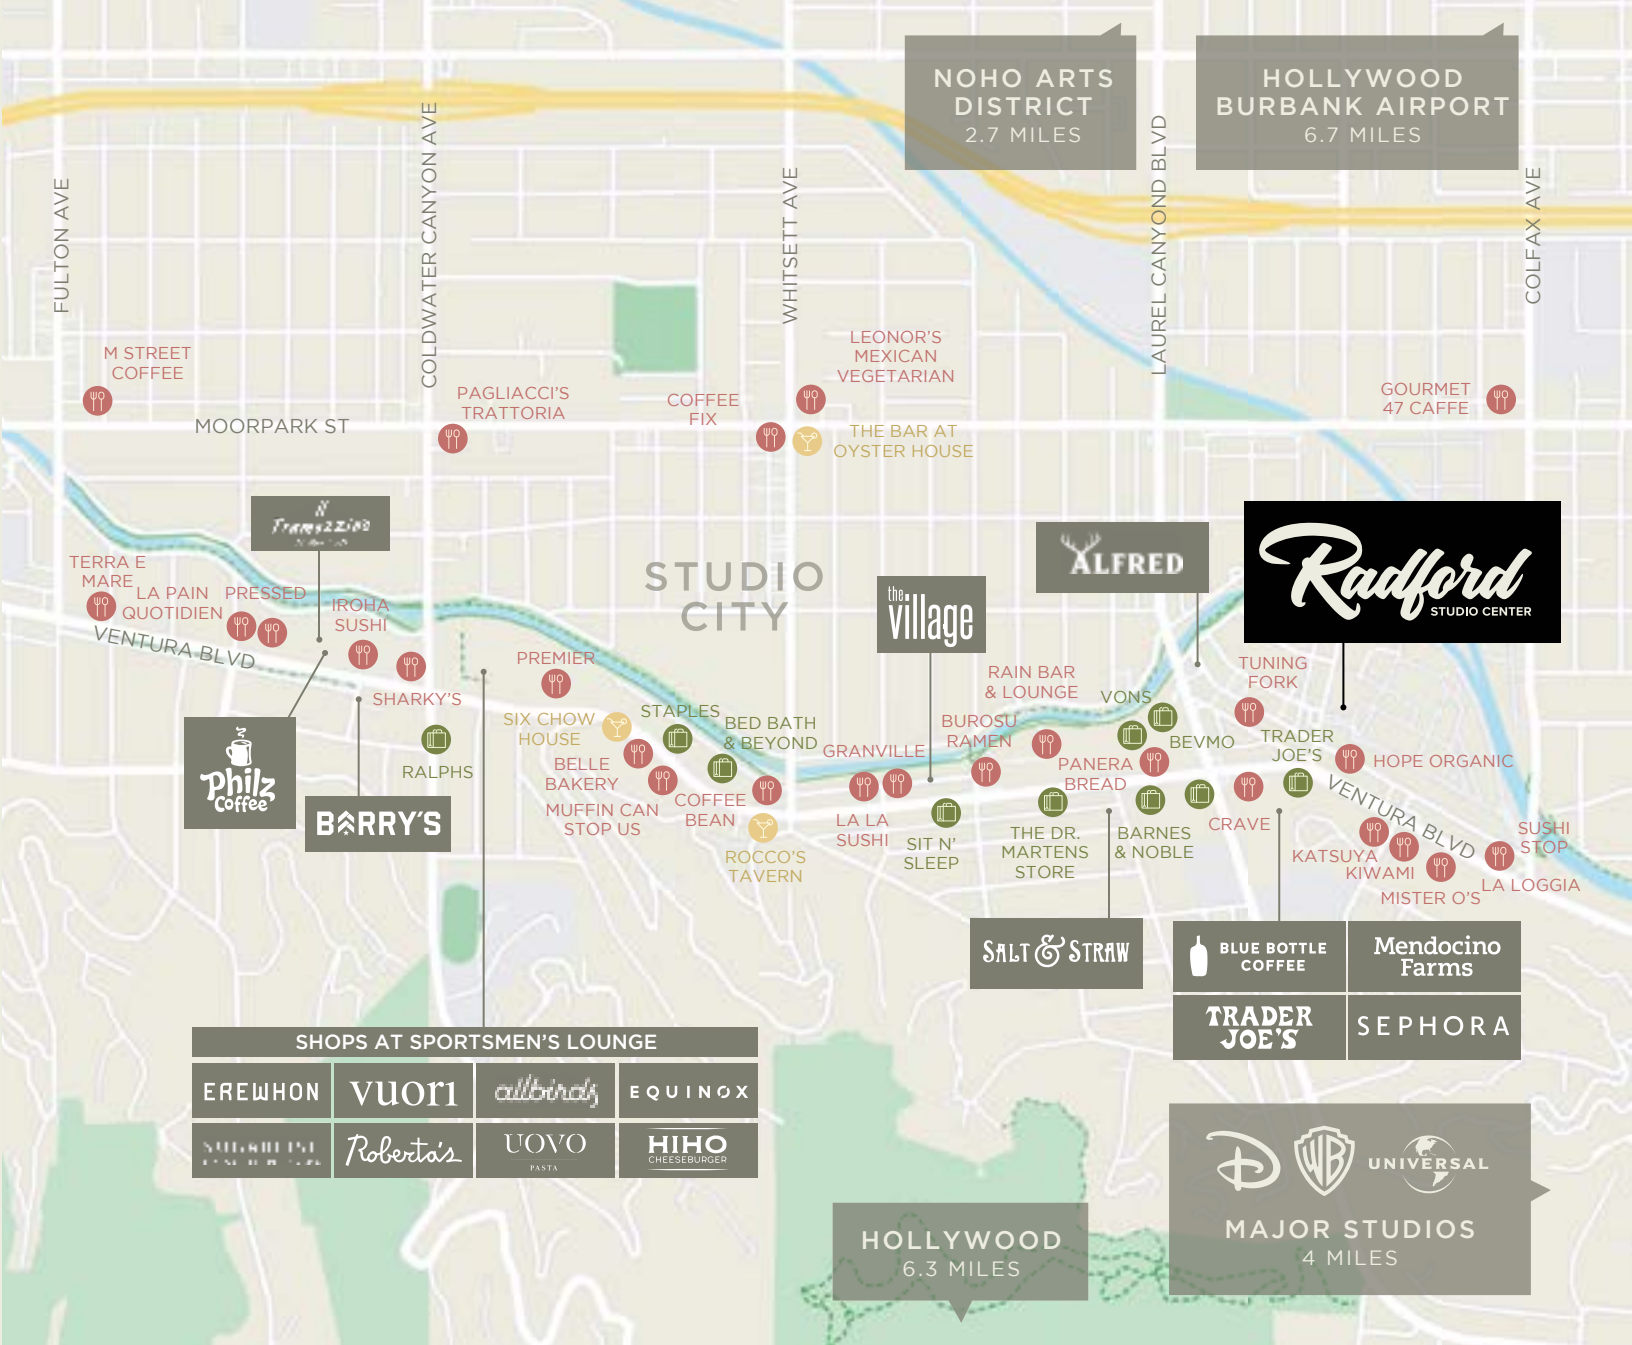 NOHO ARTS
DISTRICT
2.7 MILES
HOLLYWOOD
BURBANK AIRPORT
6.7 MILES
FULTON AVE
COLDWATER CANYON AVE
WHITSETT AVE
LAUREL CANYOND BLVD
COLFAX AVE
M STREET
COFFEE
MOORPARK ST
PAGLIACCI'S
TRATTORIA
COFFEE
FIX
LEONOR'S
MEXICAN
VEGETARIAN
THE BAR AT
OYSTER HOUSE
GOURMET
47 CAFFE
STUDIO
CITY
TERRA E
MARE
LA PAIN
QUOTIDIEN
PRESSED
IROHA
SUSHI
VENTURA BLVD
SHARKY'S
Philz
Coffee
BARRY'S
RALPHS
PREMIER
SIX CHOW
HOUSE
STAPLES
BED BATH
& BEYOND
BELLE
BAKERY
MUFFIN CAN
STOP US
COFFEE
BEAN
ROCCO'S
TAVERN
the
village
ALFRED
Radford
STUDIO CENTER
GRANVILLE
LA LA
SUSHI
SIT N'
SLEEP
BUROSU
RAMEN
RAIN BAR
& LOUNGE
VONS
BEVMO
PANERA
BREAD
THE DR.
MARTENS
STORE
BARNES
& NOBLE
TUNING
FORK
TRADER
JOE'S
CRAVE
HOPE ORGANIC
VENTURA BLVD
KATSUYA
KIWAMI
MISTER O'S
SUSHI
STOP
LA LOGGIA
SALT & STRAW
BLUE BOTTLE
COFFEE
Mendocino
Farms
TRADER
JOE'S
SEPHORA
SHOPS AT SPORTSMEN'S LOUNGE
EREWHON
vuori
allbirds
EQUINOX
Roberta's
UOVO
PASTA
HIHO
CHEESEBURGER
HOLLYWOOD
6.3 MILES
D
WB
UNIVERSAL
MAJOR STUDIOS
4 MILES